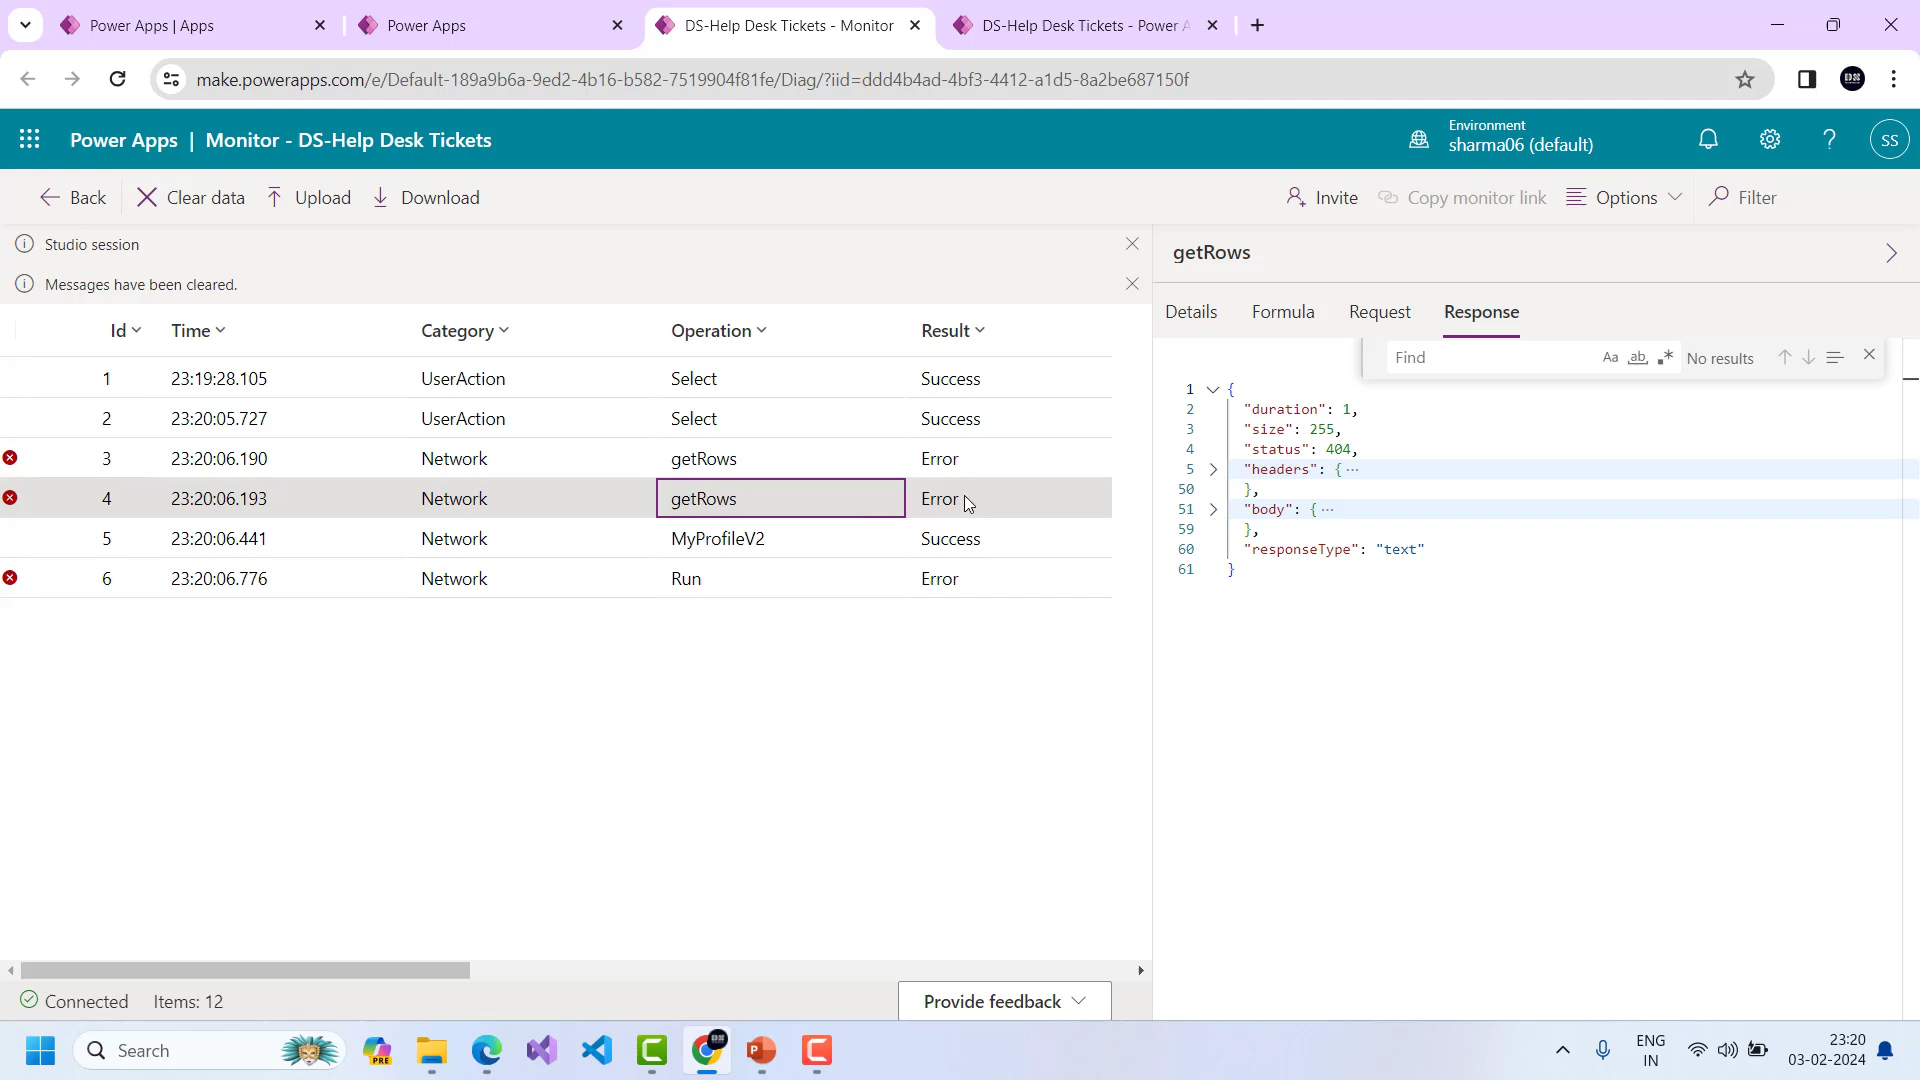 Power Apps | Apps
Power Apps
DS-Help Desk Tickets - Monitor
DS-Help Desk Tickets - Power A
make.powerapps.com/e/Default-189a9b6a-9ed2-4b16-b582-7519904f81fe/Diag/?iid=ddd4b4ad-4bf3-4412-a1d5-8a2be687150f
Power Apps | Monitor - DS-Help Desk Tickets
Environment
sharma06 (default)
SS
Back
Clear data
Upload
Download
Invite
Copy monitor link
Options
Filter
Studio session
Messages have been cleared.
Id Time Category Operation Result
1 23:19:28.105 UserAction Select Success
2 23:20:05.727 UserAction Select Success
3 23:20:06.190 Network getRows Error
4 23:20:06.193 Network getRows Error
5 23:20:06.441 Network MyProfileV2 Success
6 23:20:06.776 Network Run Error
getRows
Details Formula Request Response
Find Aa ab .* No results
1 {
2 "duration": 1,
3 "size": 255,
4 "status": 404,
5 "headers": { ...
50 },
51 "body": { ...
59 },
60 "responseType": "text"
61 }
Connected Items: 12
Provide feedback
Search
PRE
ENG
IN
23:20
03-02-2024